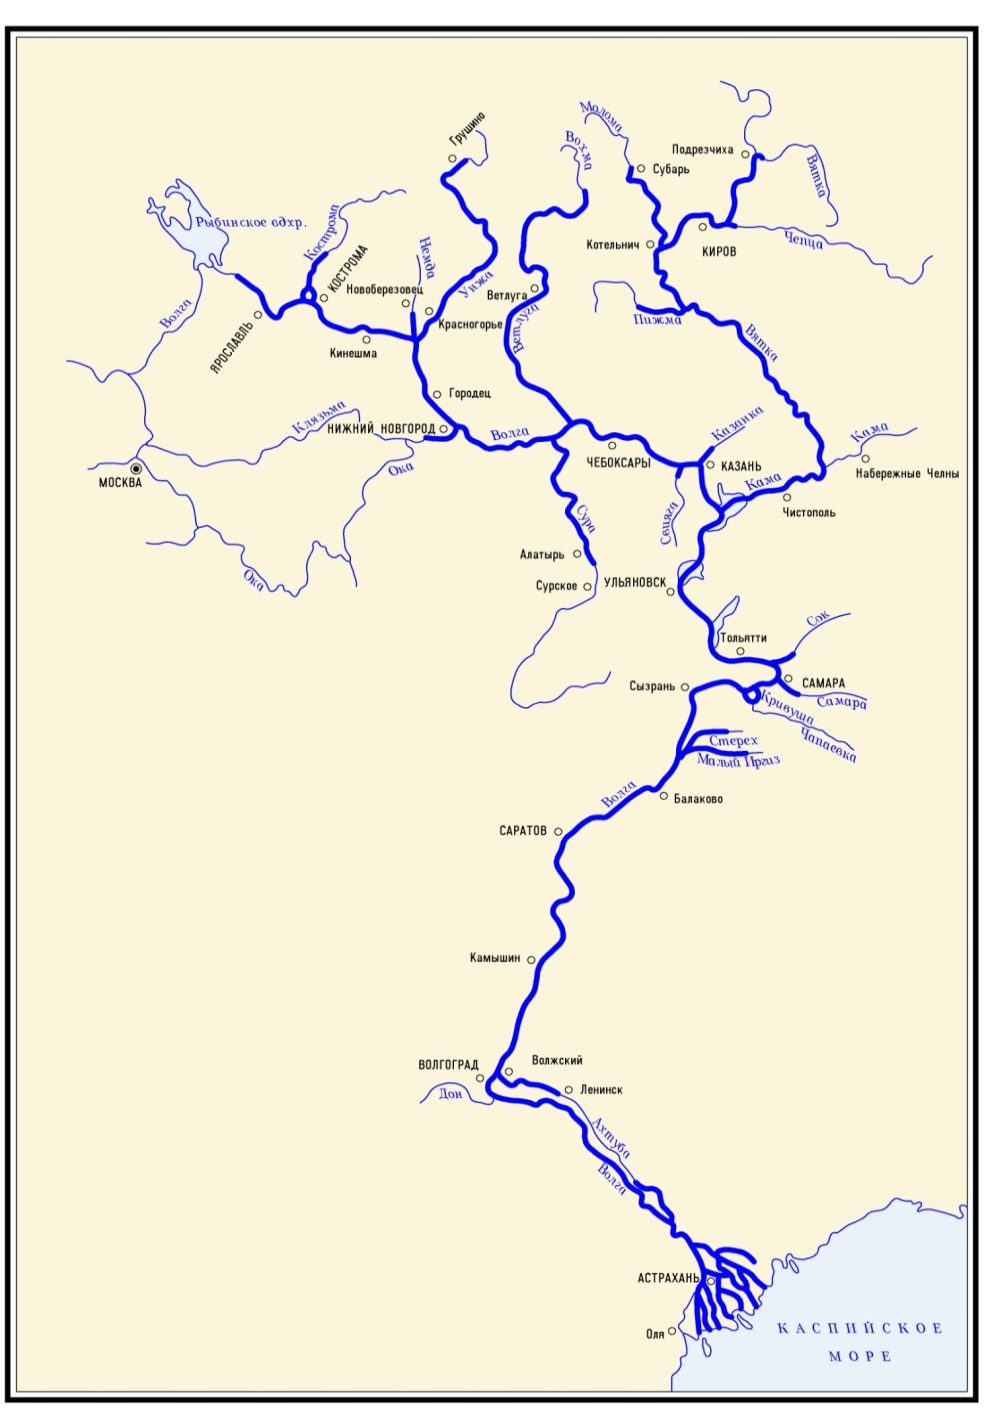 Грушино
Молома
Вохма
Подрезчиха
Субарь
Вятка
Рыбинское вдхр.
Кострома
КОСТРОМА
Немда
Унжа
Котельнич
КИРОВ
Чепца
Новоберезовец
Ветлуга
Волга
ЯРОСЛАВЛЬ
Красногорье
Ветлуга
Пижма
Вятка
Кинешма
Городец
Клязьма
НИЖНИЙ НОВГОРОД
Волга
Казанка
Кама
МОСКВА
Ока
ЧЕБОКСАРЫ
КАЗАНЬ
Набережные Челны
Кама
Чистополь
Сура
Свияга
Ока
Алатырь
Сурское
УЛЬЯНОВСК
Сок
Тольятти
Сызрань
САМАРА
Самара
Кривуша
Чапаевка
Стерех
Малый Иргиз
Волга
Балаково
САРАТОВ
Камышин
ВОЛГОГРАД
Волжский
Дон
Ленинск
Ахтуба
Волга
АСТРАХАНЬ
Оля
КАСПИЙСКОЕ
МОРЕ